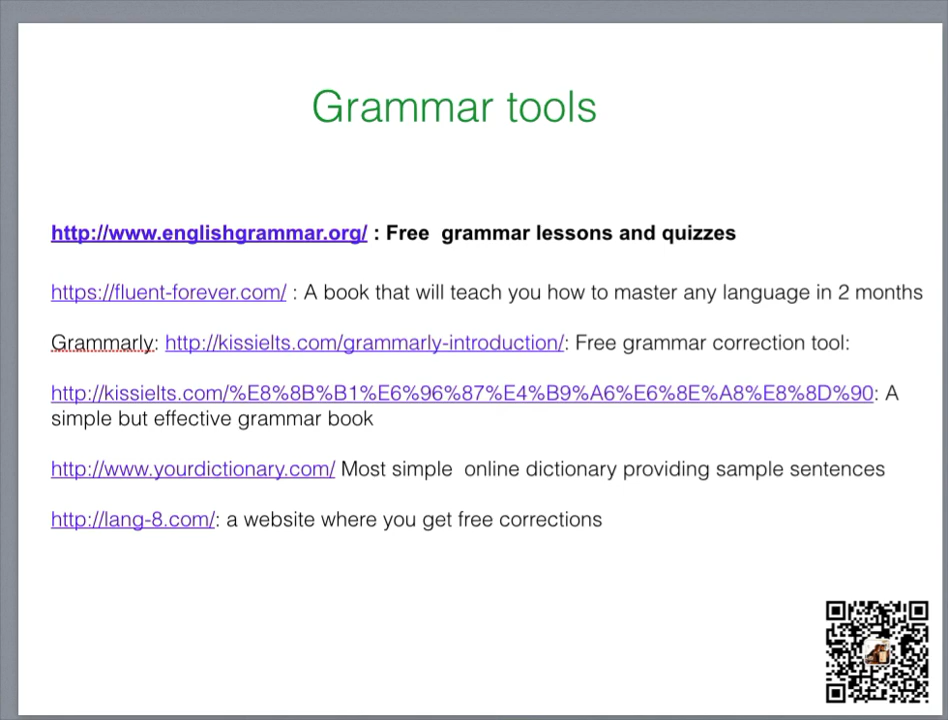 Grammar tools
http://www.englishgrammar.org/ : Free  grammar lessons and quizzes
https://fluent-forever.com/ : A book that will teach you how to master any language in 2 months
Grammarly: http://kissielts.com/grammarly-introduction/: Free grammar correction tool:
http://kissielts.com/%E8%8B%B1%E6%96%87%E4%B9%A6%E6%8E%A8%E8%8D%90: A
simple but effective grammar book
http://www.yourdictionary.com/ Most simple  online dictionary providing sample sentences
http://lang-8.com/: a website where you get free corrections